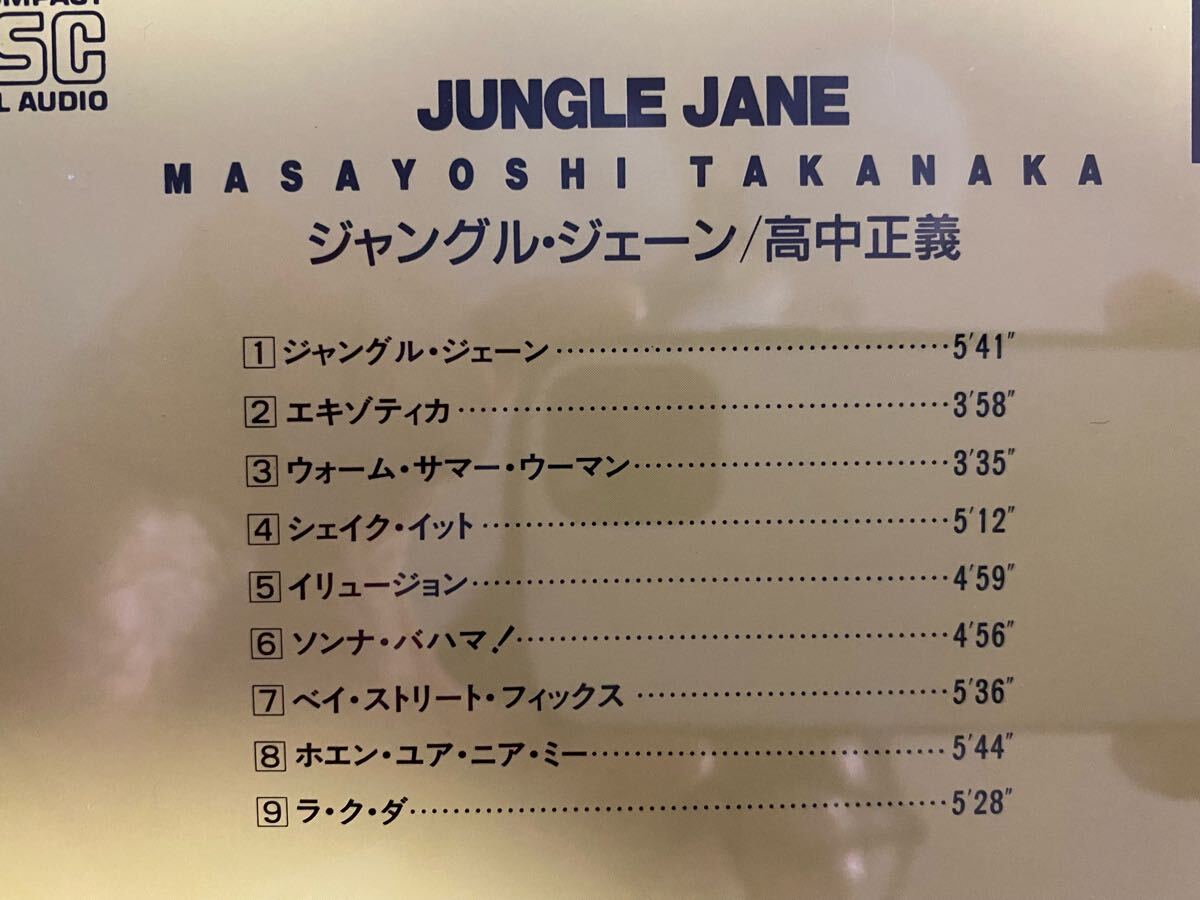 SC
AUDIO
JUNGLE JANE
MASAYOSHI TAKANAKA
ジャングル・ジェーン/高中正義
1 ジャングル・ジェーン……5'41"
2 エキゾティカ……3'58"
3 ウォーム・サマー・ウーマン……3'35"
4 シェイク・イット……5'12"
5 イリュージョン……4'59"
6 ソンナ・バハマ!……4'56"
7 ベイ・ストリート・フィックス……5'36"
8 ホエン・ユア・ニア・ミー……5'44"
9 ラ・ク・ダ……5'28"